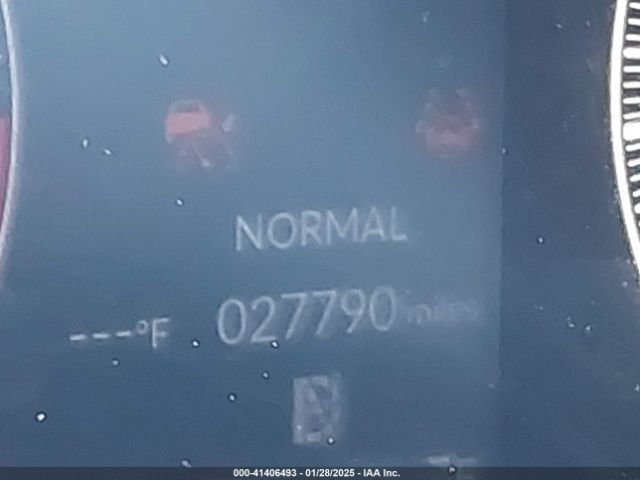 NORMAL
---°F 027790 miles
000-41406493 - 01/28/2025 - IAA Inc.